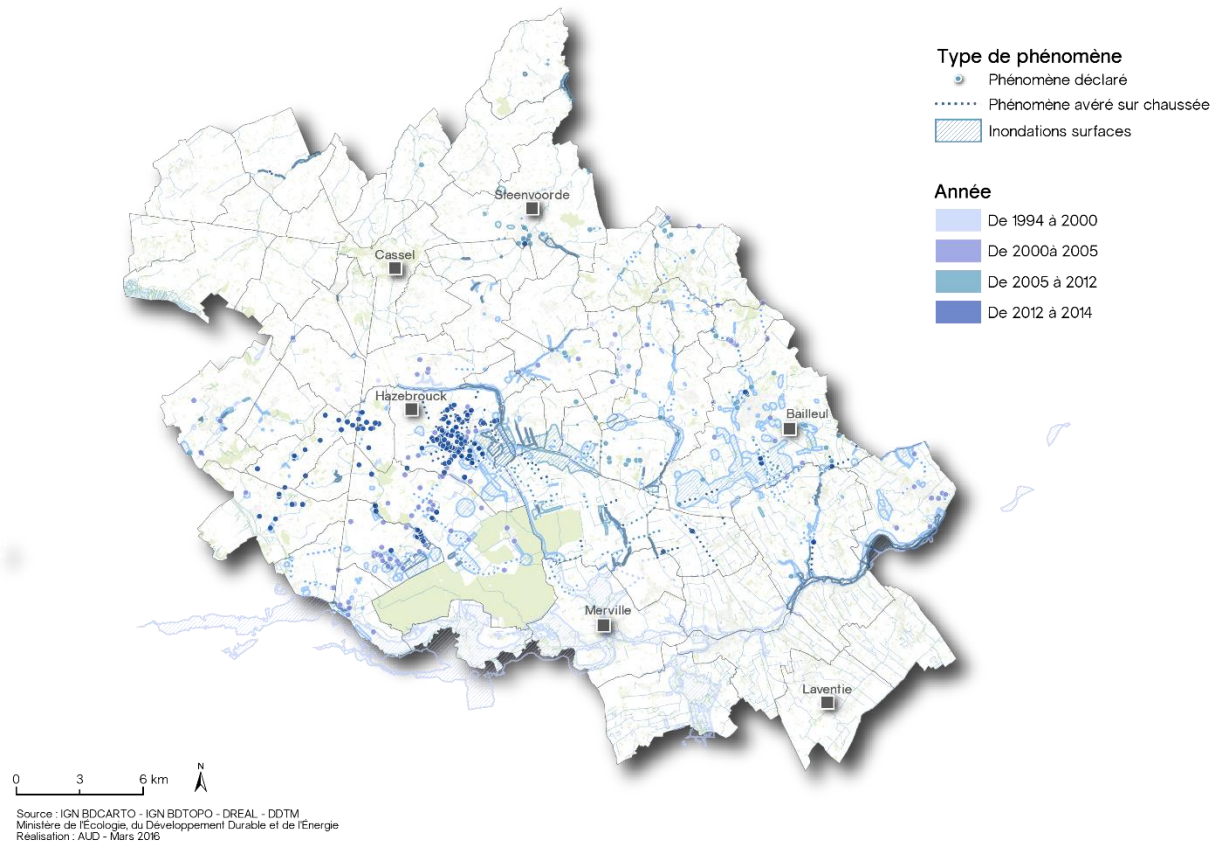 Type de phénomène
Phénomène déclaré
Phénomène avéré sur chaussée
Inondations surfaces
Année
De 1994 à 2000
De 2000à 2005
De 2005 à 2012
De 2012 à 2014
Steenvoorde
Cassel
Hazebrouck
Bailleul
Merville
Laventie
0 3 6 km
N
Source : IGN BDCARTO - IGN BDTOPO - DREAL - DDTM
Ministère de l'Écologie, du Développement Durable et de l'Énergie
Réalisation : AUD - Mars 2016